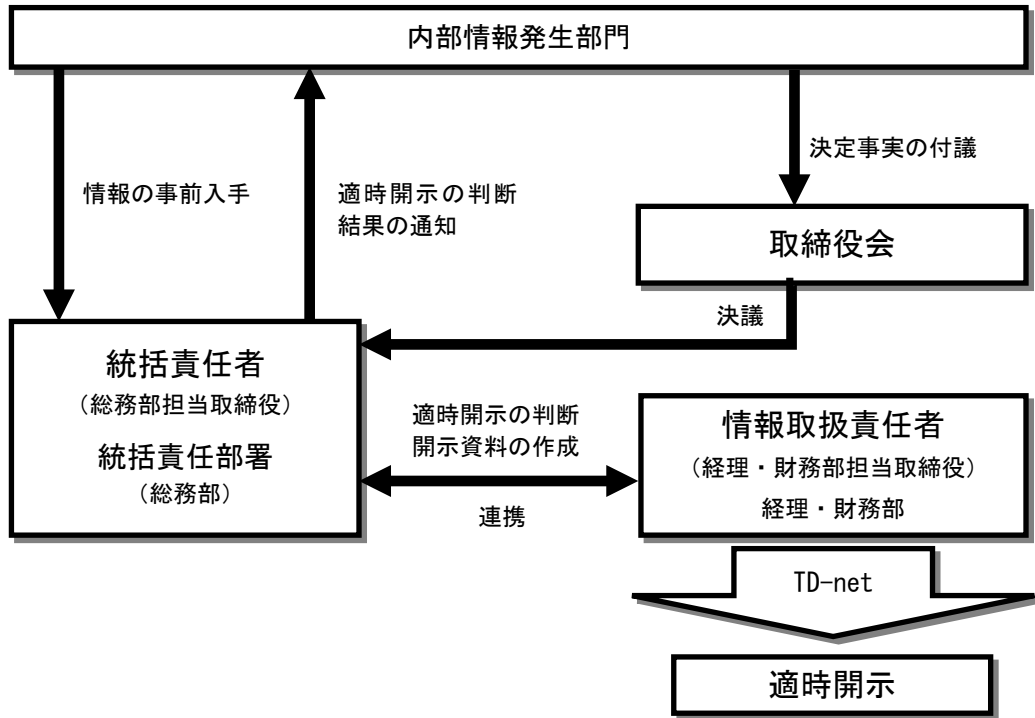 内部情報発生部門
決定事実の付議
情報の事前入手
適時開示の判断
結果の通知
取締役会
決議
統括責任者
（総務部担当取締役）
統括責任部署
（総務部）
適時開示の判断
開示資料の作成
連携
情報取扱責任者
（経理・財務部担当取締役）
経理・財務部
TD-net
適時開示